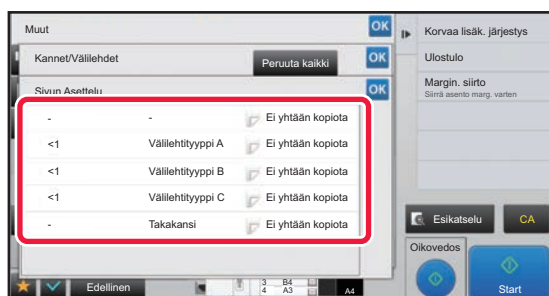 Muut OK
Korvaa lisäk. järjestys
Kannet/Välilehdet Peruuta kaikki OK
Ulostulo
Sivun Asettelu OK
Margin. siirto
Siirrä asento marg. varten
- - Ei yhtään kopiota
<1 Välilehtityyppi A Ei yhtään kopiota
<1 Välilehtityyppi B Ei yhtään kopiota
<1 Välilehtityyppi C Ei yhtään kopiota
- Takakansi Ei yhtään kopiota
Esikatselu CA
Oikovedos
Edellinen
3 B4
4 A3
A4
Start